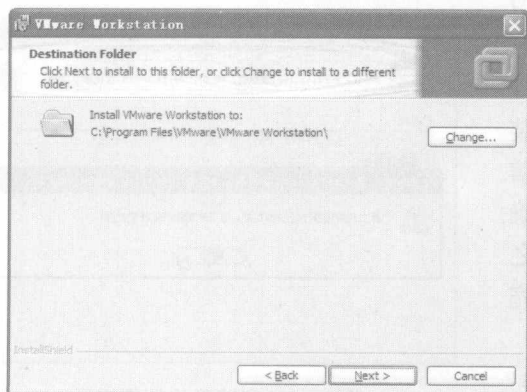 VMware Workstation
Destination Folder
Click Next to install to this folder, or click Change to install to a different
folder.
Install VMware Workstation to:
C:\Program Files\VMware\VMware Workstation\
Change...
InstallShield
< Back
Next >
Cancel